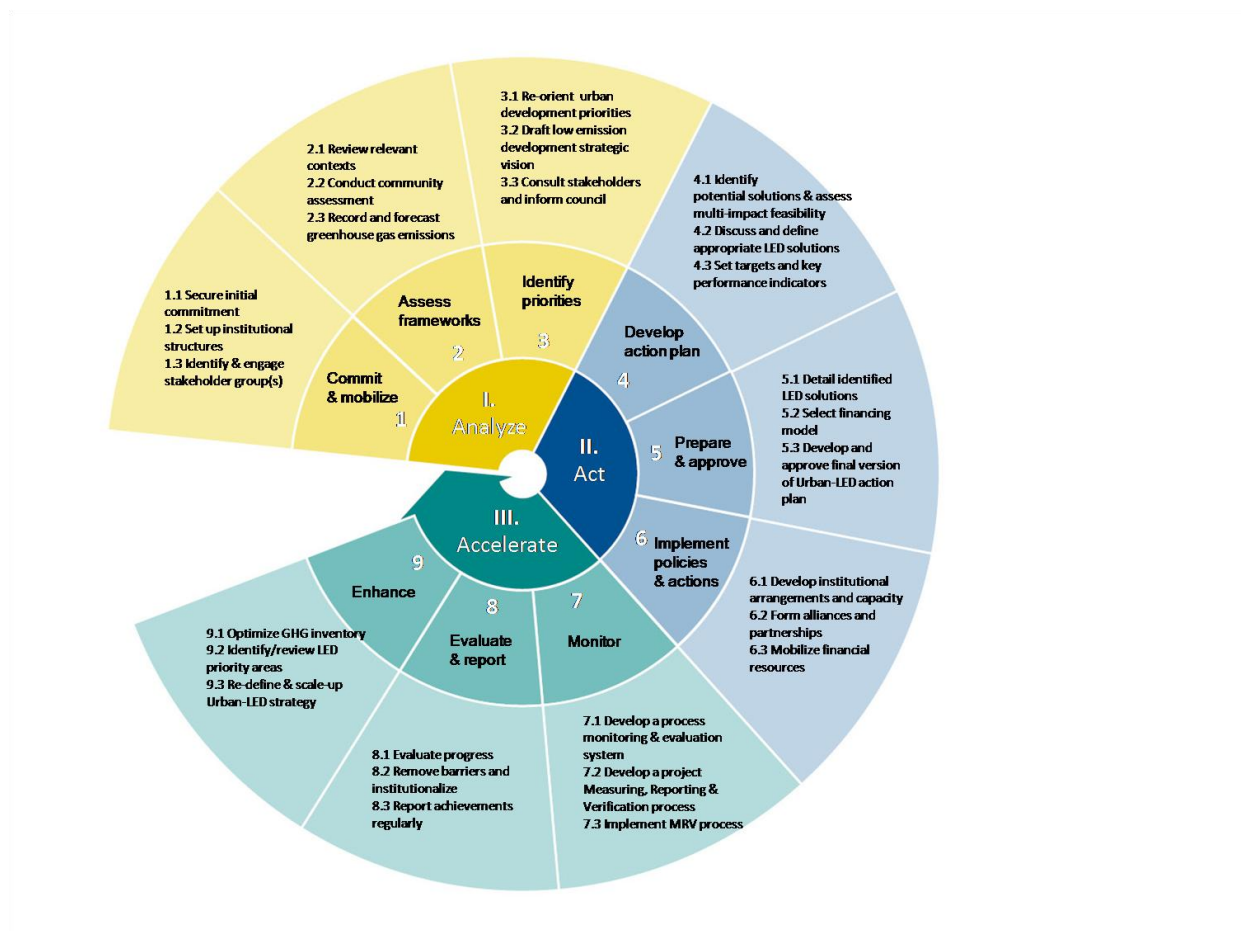 I.
Analyze
II.
Act
III.
Accelerate
Commit
& mobilize
1
1.1 Secure initial
commitment
1.2 Set up institutional
structures
1.3 Identify & engage
stakeholder group(s)
Assess
frameworks
2
2.1 Review relevant
contexts
2.2 Conduct community
assessment
2.3 Record and forecast
greenhouse gas emissions
Identify
priorities
3
3.1 Re-orient urban
development priorities
3.2 Draft low emission
development strategic
vision
3.3 Consult stakeholders
and inform council
Develop
action plan
4
4.1 Identify
potential solutions & assess
multi-impact feasibility
4.2 Discuss and define
appropriate LED solutions
4.3 Set targets and key
performance indicators
5
Prepare
& approve
5.1 Detail identified
LED solutions
5.2 Select financing
model
5.3 Develop and
approve final version
of Urban-LED action
plan
6
Implement
policies
& actions
6.1 Develop institutional
arrangements and capacity
6.2 Form alliances and
partnerships
6.3 Mobilize financial
resources
7
Monitor
7.1 Develop a process
monitoring & evaluation
system
7.2 Develop a project
Measuring, Reporting &
Verification process
7.3 Implement MRV process
8
Evaluate
& report
8.1 Evaluate progress
8.2 Remove barriers and
institutionalize
8.3 Report achievements
regularly
9
Enhance
9.1 Optimize GHG inventory
9.2 Identify/review LED
priority areas
9.3 Re-define & scale-up
Urban-LED strategy